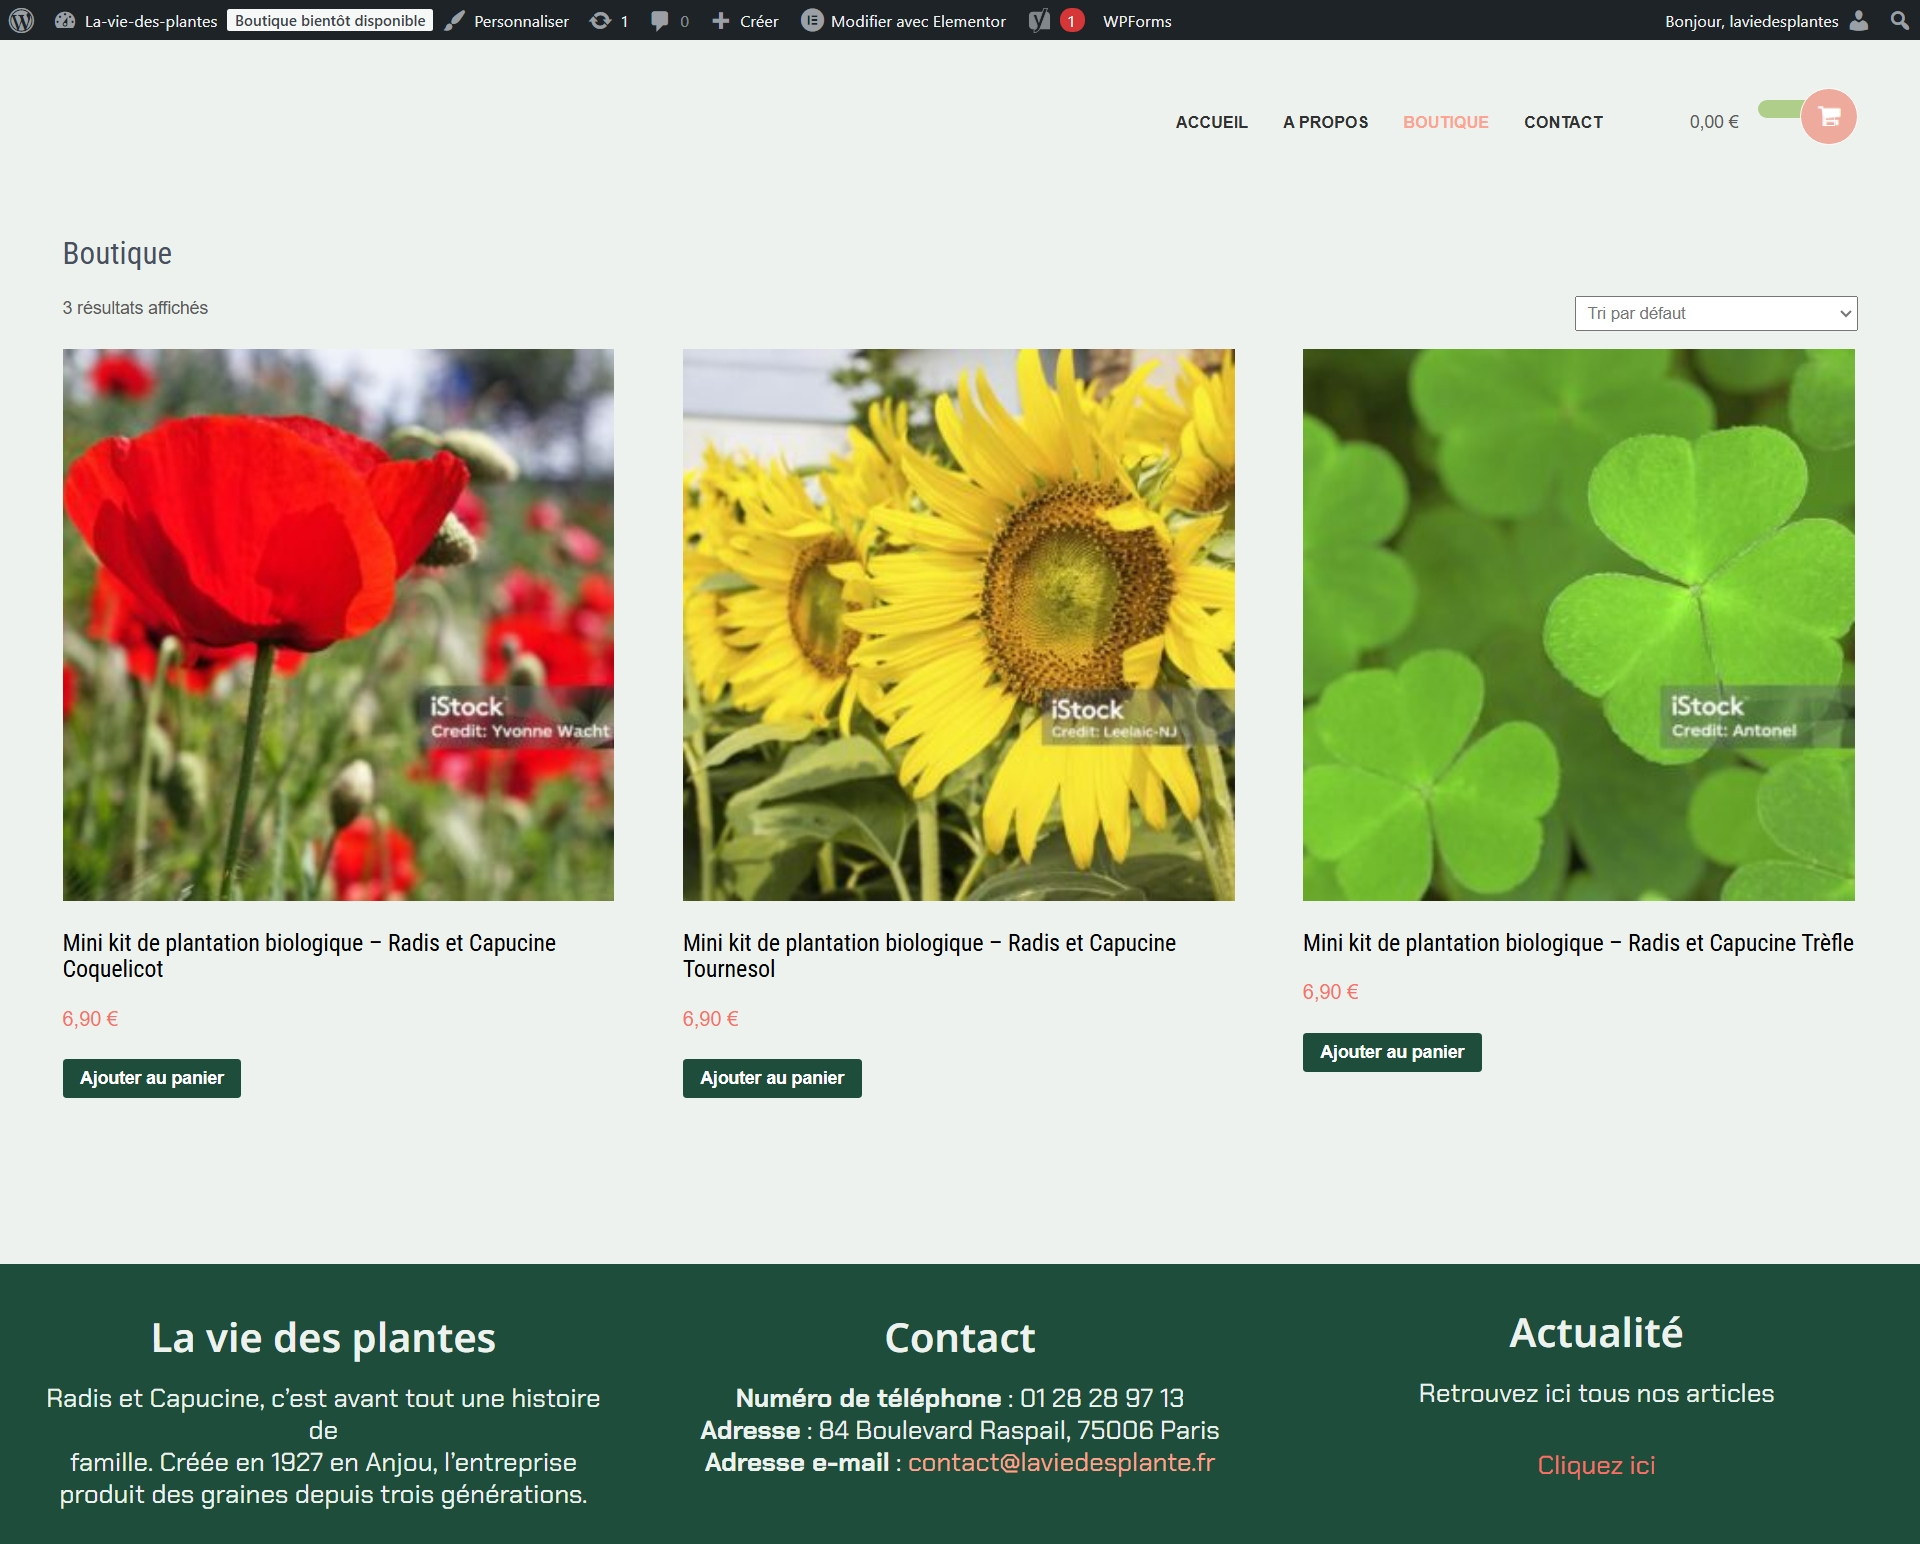 La-vie-des-plantes Boutique bientôt disponible Personnaliser 1 0 Créer Modifier avec Elementor 1 WPForms Bonjour, laviedesplantes
ACCUEIL A PROPOS BOUTIQUE CONTACT 0,00 €
Boutique
3 résultats affichés
Tri par défaut
iStock
Credit: Yvonne Wacht
iStock
Credit: Leelaic-NJ
iStock
Credit: Antonel
Mini kit de plantation biologique – Radis et Capucine
Coquelicot
6,90 €
Ajouter au panier
Mini kit de plantation biologique – Radis et Capucine
Tournesol
6,90 €
Ajouter au panier
Mini kit de plantation biologique – Radis et Capucine Trèfle
6,90 €
Ajouter au panier
La vie des plantes
Radis et Capucine, c’est avant tout une histoire
de
famille. Créée en 1927 en Anjou, l’entreprise
produit des graines depuis trois générations.
Contact
Numéro de téléphone : 01 28 28 97 13
Adresse : 84 Boulevard Raspail, 75006 Paris
Adresse e-mail : contact@laviedesplante.fr
Actualité
Retrouvez ici tous nos articles
Cliquez ici